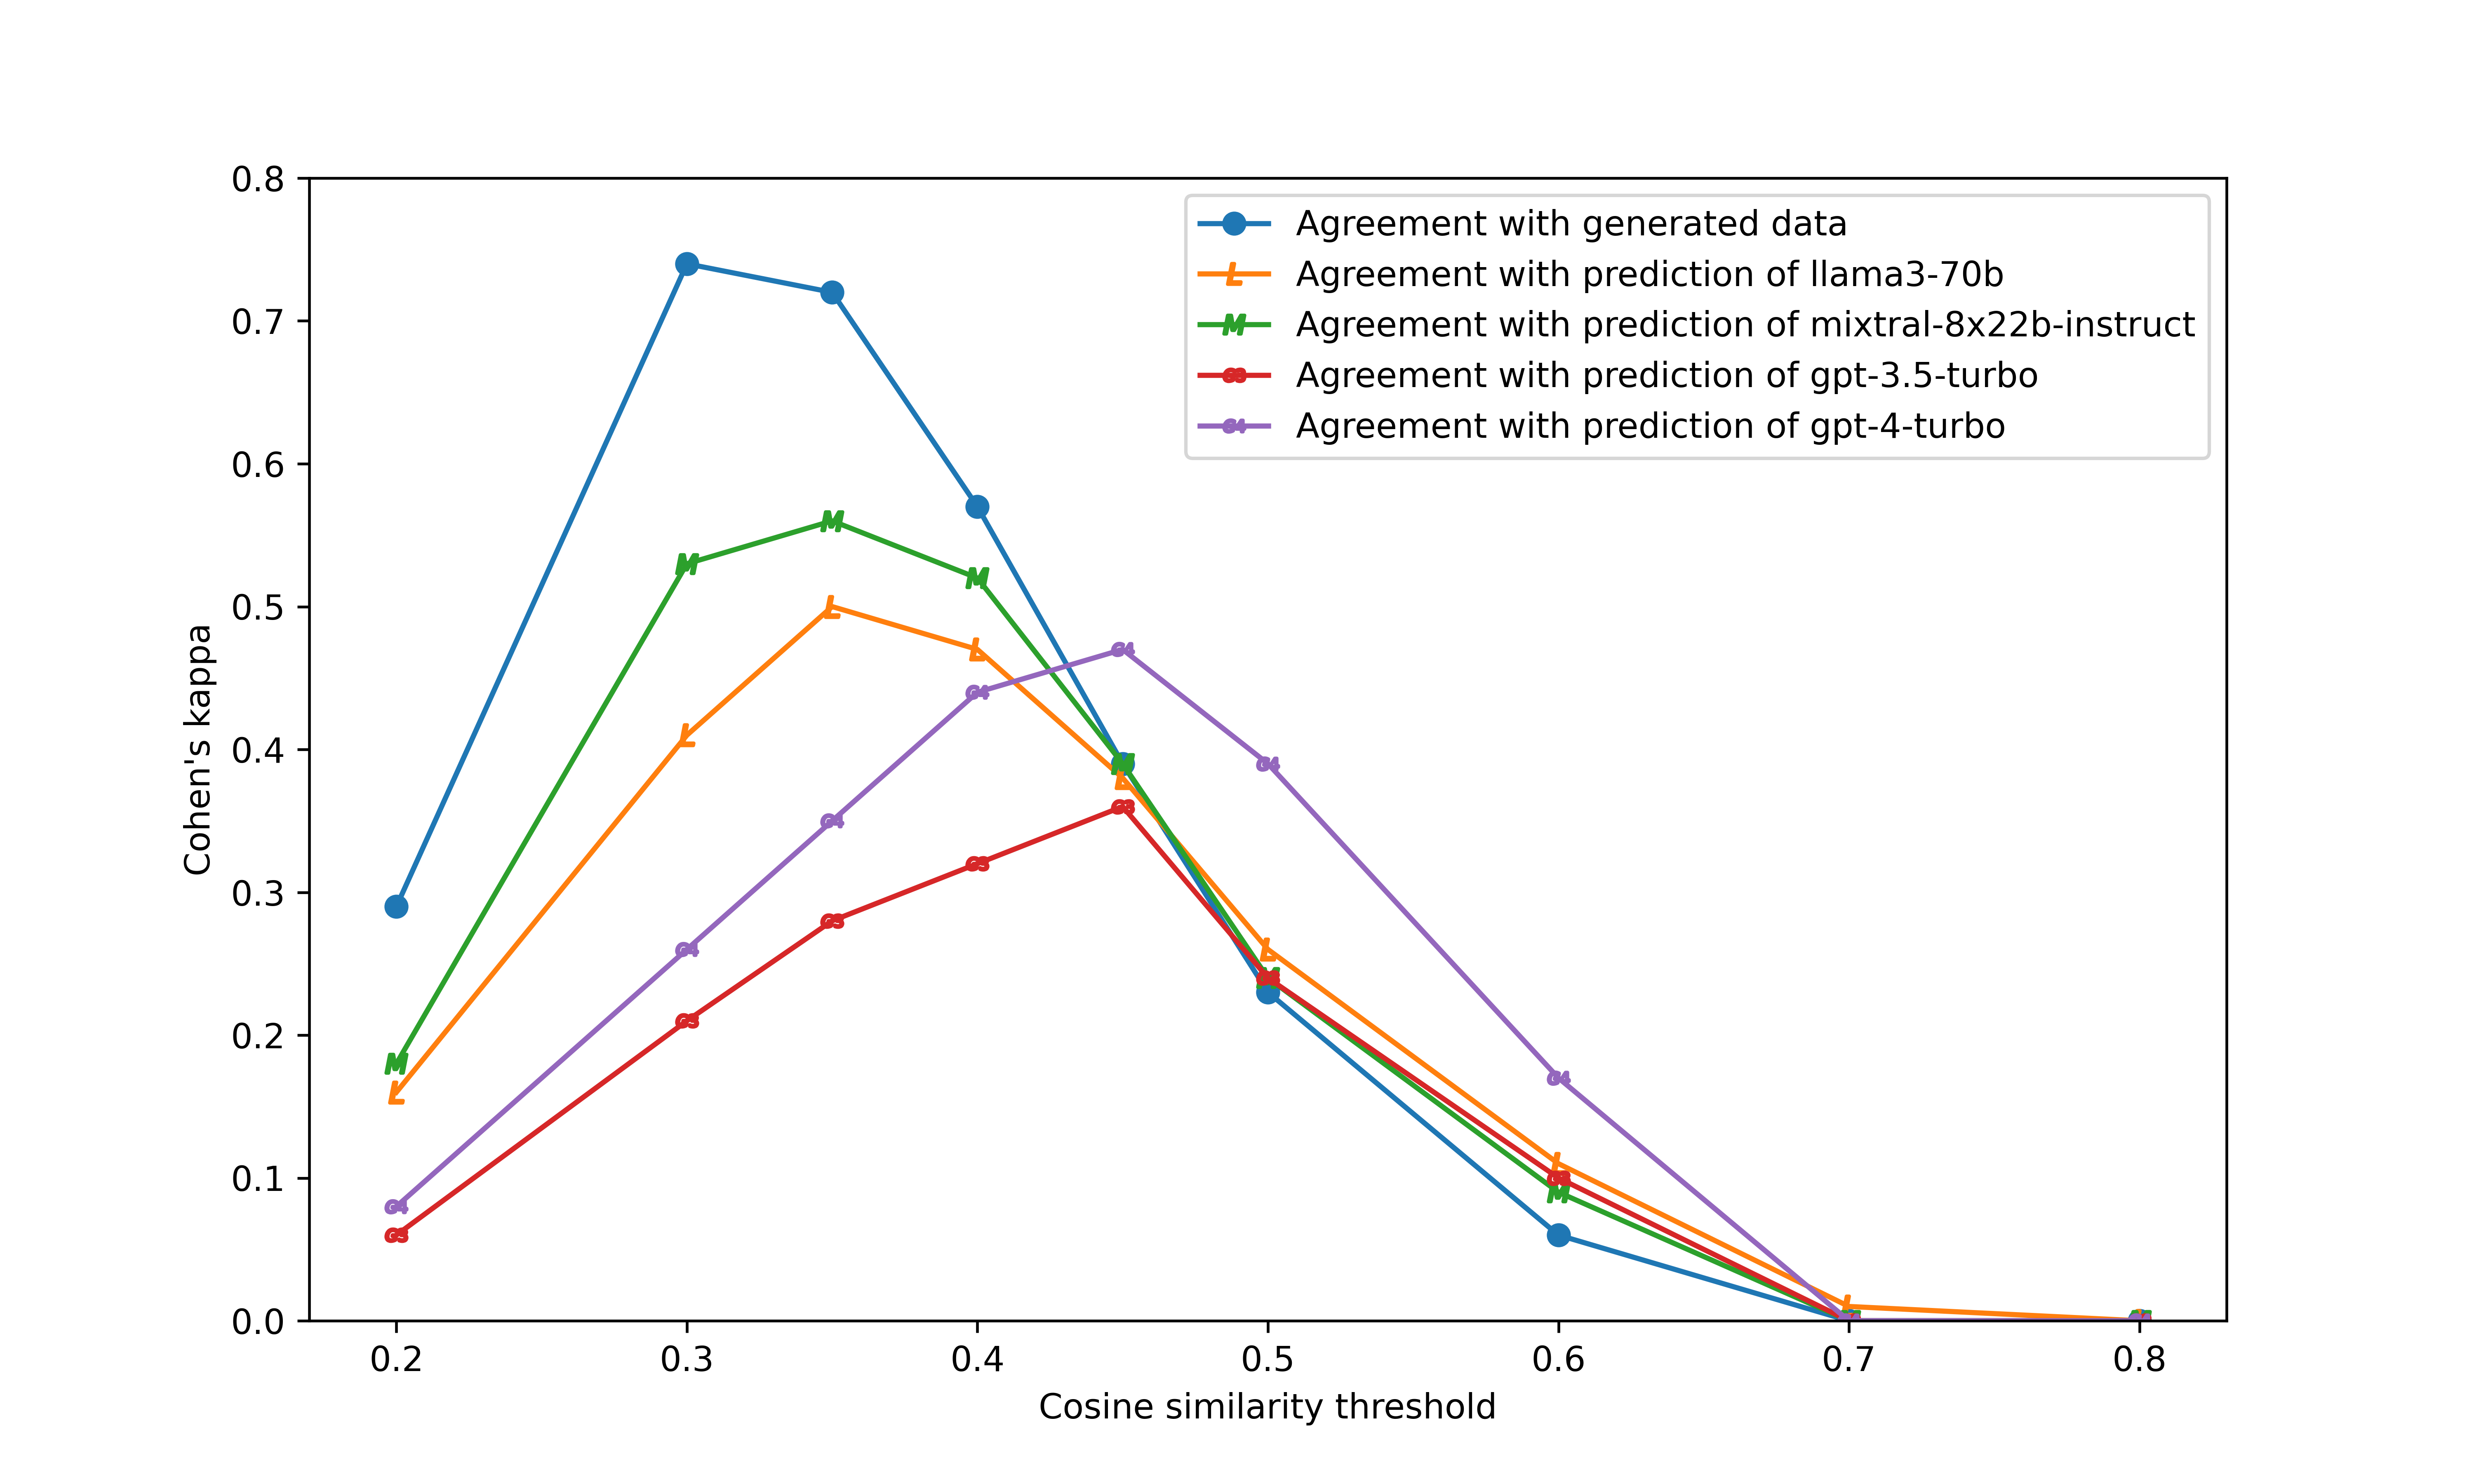 0.8
0.7
0.6
0.5
0.4
0.3
0.2
0.1
0.0
Cohen's kappa
Agreement with generated data
L Agreement with prediction of llama3-70b
M Agreement with prediction of mixtral-8x22b-instruct
G3 Agreement with prediction of gpt-3.5-turbo
G4 Agreement with prediction of gpt-4-turbo
0.2 0.3 0.4 0.5 0.6 0.7 0.8
Cosine similarity threshold